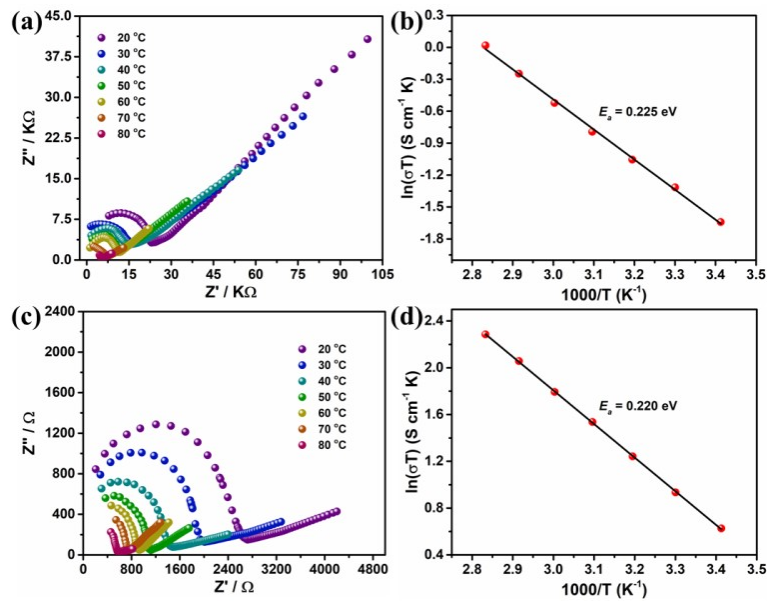 (a)
45.0
37.5
30.0
22.5
15.0
7.5
0.0
Z'' / KΩ
20 °C
30 °C
40 °C
50 °C
60 °C
70 °C
80 °C
0 15 30 45 60 75 90 105
Z' / KΩ
(b)
0.3
0.0
-0.3
-0.6
-0.9
-1.2
-1.5
-1.8
ln(σT) (S cm⁻¹ K)
Eₐ = 0.225 eV
2.8 2.9 3.0 3.1 3.2 3.3 3.4 3.5
1000/T (K⁻¹)
(c)
2400
2000
1600
1200
800
400
0
Z'' / Ω
20 °C
30 °C
40 °C
50 °C
60 °C
70 °C
80 °C
0 800 1600 2400 3200 4000 4800
Z' / Ω
(d)
2.4
2.0
1.6
1.2
0.8
0.4
ln(σT) (S cm⁻¹ K)
Eₐ = 0.220 eV
2.8 2.9 3.0 3.1 3.2 3.3 3.4 3.5
1000/T (K⁻¹)